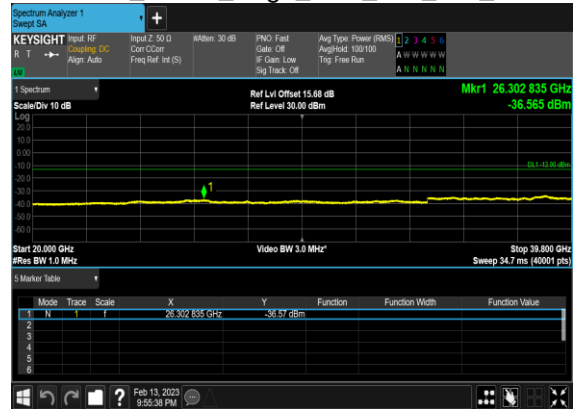 Spectrum Analyzer 1
Swept SA
+
KEYSIGHT Input: RF Input Z: 50 Ω #Atten: 30 dB PNO: Fast Avg Type: Power (RMS) 1 2 3 4 5 6
R T Coupling: DC Corr CCorr Gate: Off Avg|Hold: 100/100 A W W W W W
Align: Auto Freq Ref: Int (S) IF Gain: Low Trig: Free Run
LW Sig Track: Off A N N N N N
1 Spectrum Ref Lvl Offset 15.68 dB Mkr1 26.302 835 GHz
Scale/Div 10 dB Ref Level 30.00 dBm -36.565 dBm
Log
20.0
10.0
0.00
-10.0 DL1 -13.00 dBm
-20.0
-30.0 1
-40.0
-50.0
-60.0
Start 20.000 GHz Video BW 3.0 MHz* Stop 39.800 GHz
#Res BW 1.0 MHz Sweep 34.7 ms (40001 pts)
5 Marker Table
Mode Trace Scale X Y Function Function Width Function Value
1 N 1 f 26.302 835 GHz -36.57 dBm
2
3
4
5
6
? Feb 13, 2023
9:55:38 PM